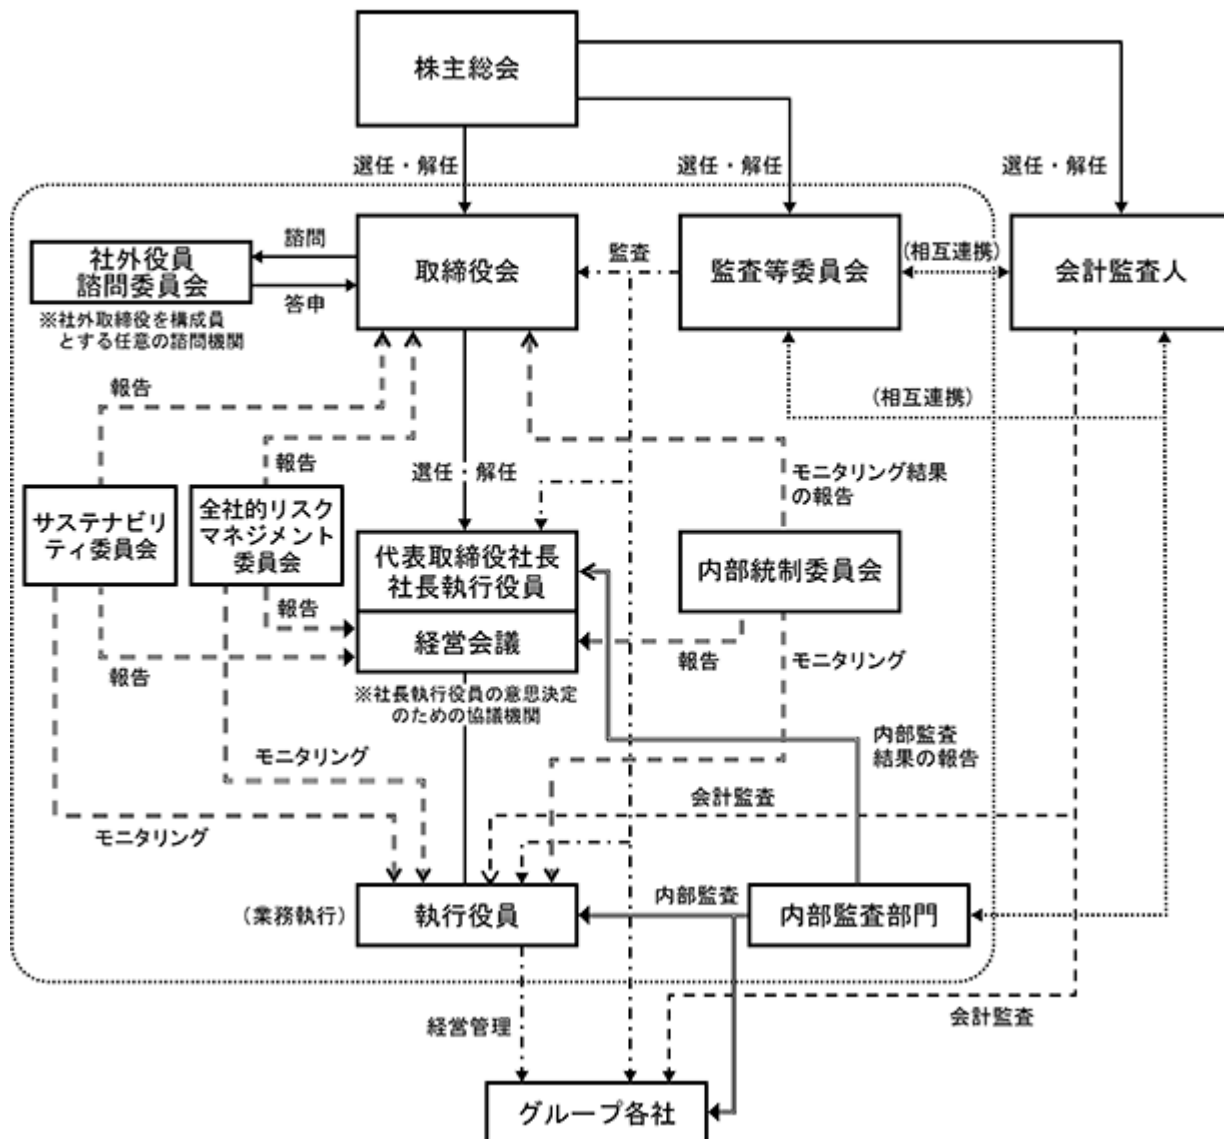 株主総会
選任・解任
選任・解任
選任・解任
社外役員
諮問委員会
諮問
答申
取締役会
監査
監査等委員会
(相互連携)
会計監査人
※社外取締役を構成員
とする任意の諮問機関
報告
(相互連携)
報告
選任・解任
モニタリング結果
の報告
サステナビリ
ティ委員会
全社的リスク
マネジメント
委員会
代表取締役社長
社長執行役員
内部統制委員会
報告
経営会議
報告
報告
モニタリング
※社長執行役員の意思決定
のための協議機関
内部監査
結果の報告
モニタリング
会計監査
モニタリング
内部監査
(業務執行)
執行役員
内部監査部門
経営管理
会計監査
グループ各社